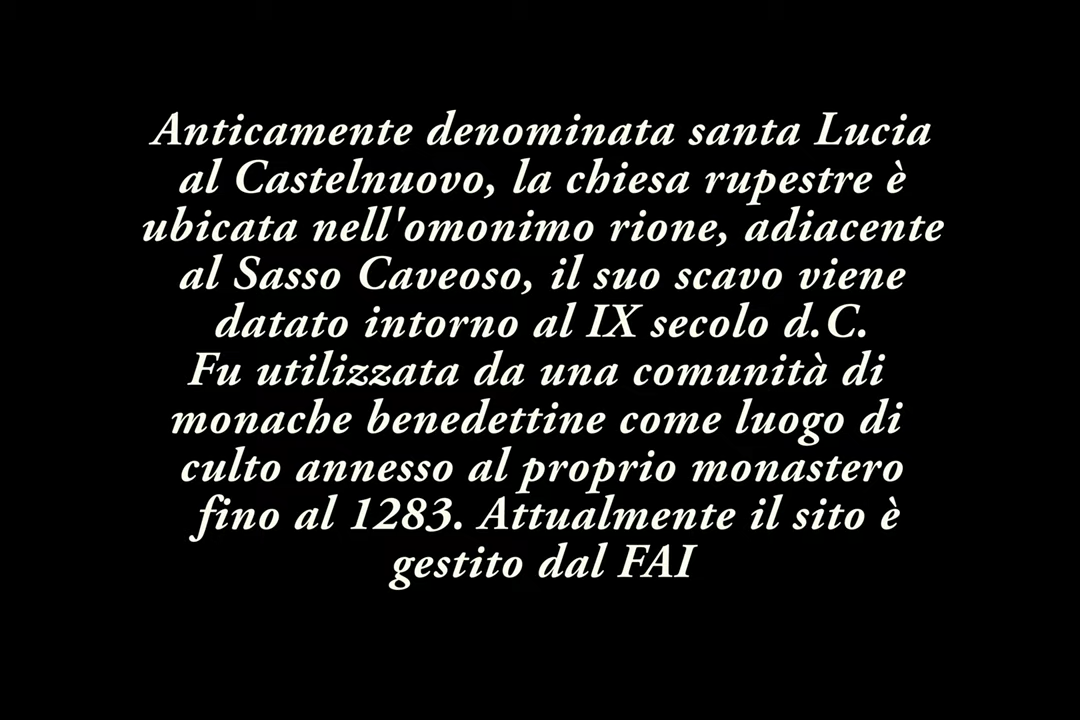 Anticamente denominata santa Lucia
al Castelnuovo, la chiesa rupestre è
ubicata nell'omonimo rione, adiacente
al Sasso Caveoso, il suo scavo viene
datato intorno al IX secolo d.C.
Fu utilizzata da una comunità di
monache benedettine come luogo di
culto annesso al proprio monastero
fino al 1283. Attualmente il sito è
gestito dal FAI